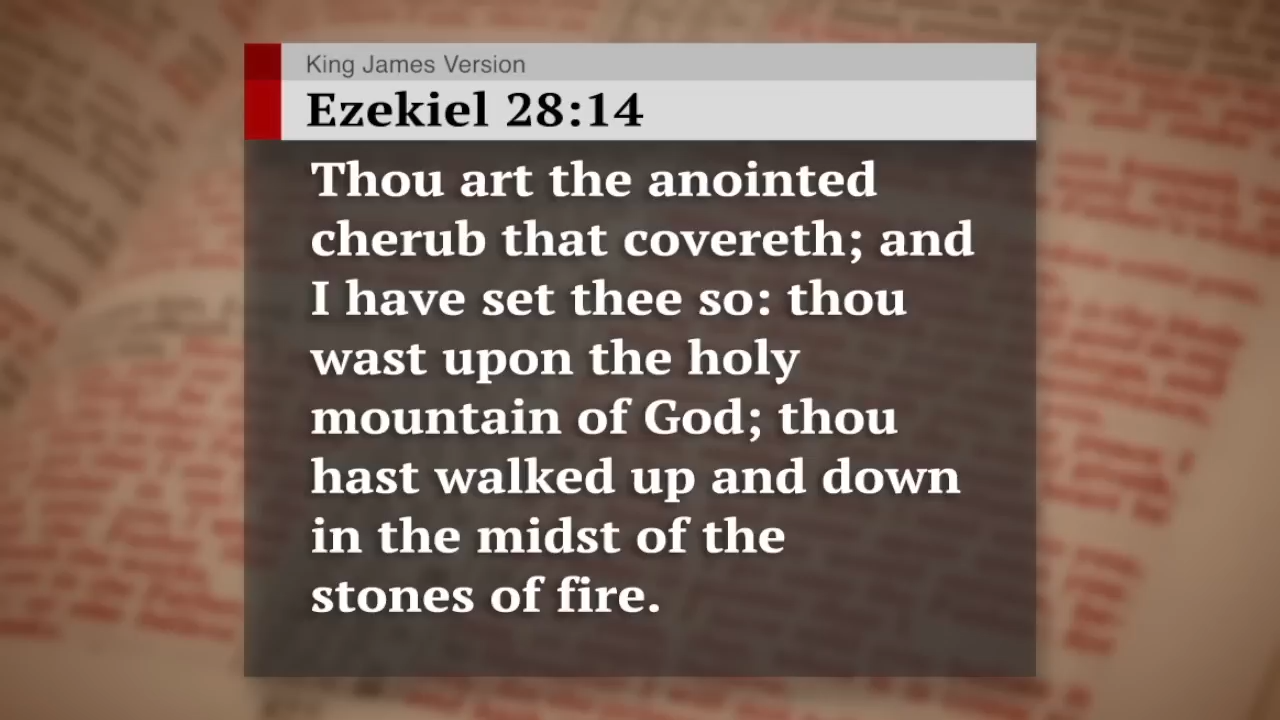 King James Version
Ezekiel 28:14
Thou art the anointed
cherub that covereth; and
I have set thee so: thou
wast upon the holy
mountain of God; thou
hast walked up and down
in the midst of the
stones of fire.